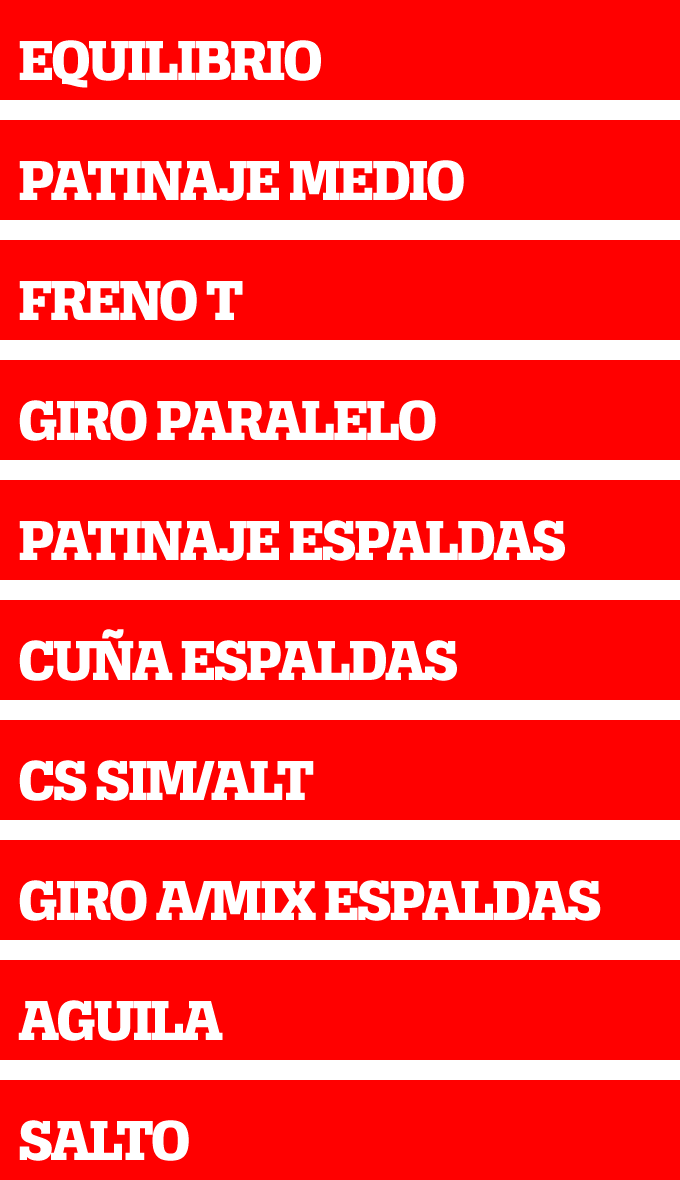 EQUILIBRIO
PATINAJE MEDIO
FRENO T
GIRO PARALELO
PATINAJE ESPALDAS
CUÑA ESPALDAS
CS SIM/ALT
GIRO A/MIX ESPALDAS
AGUILA
SALTO